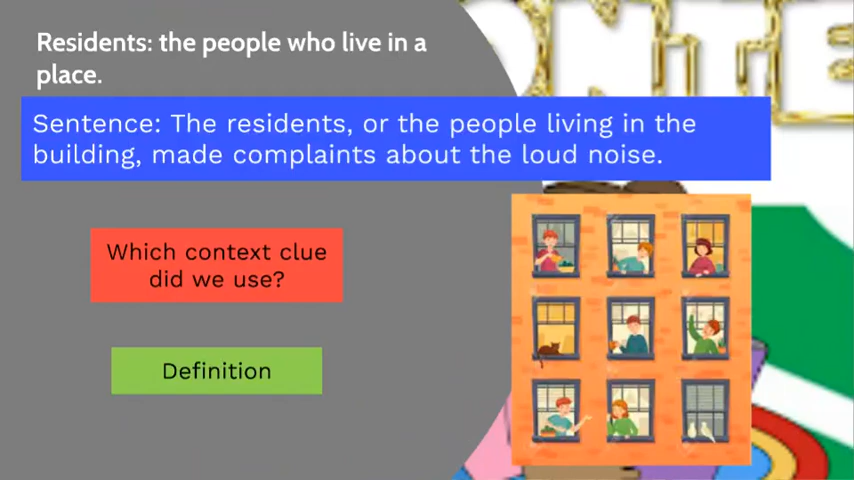 Residents: the people who live in a
place.
Sentence: The residents, or the people living in the
building, made complaints about the loud noise.
Which context clue
did we use?
Definition